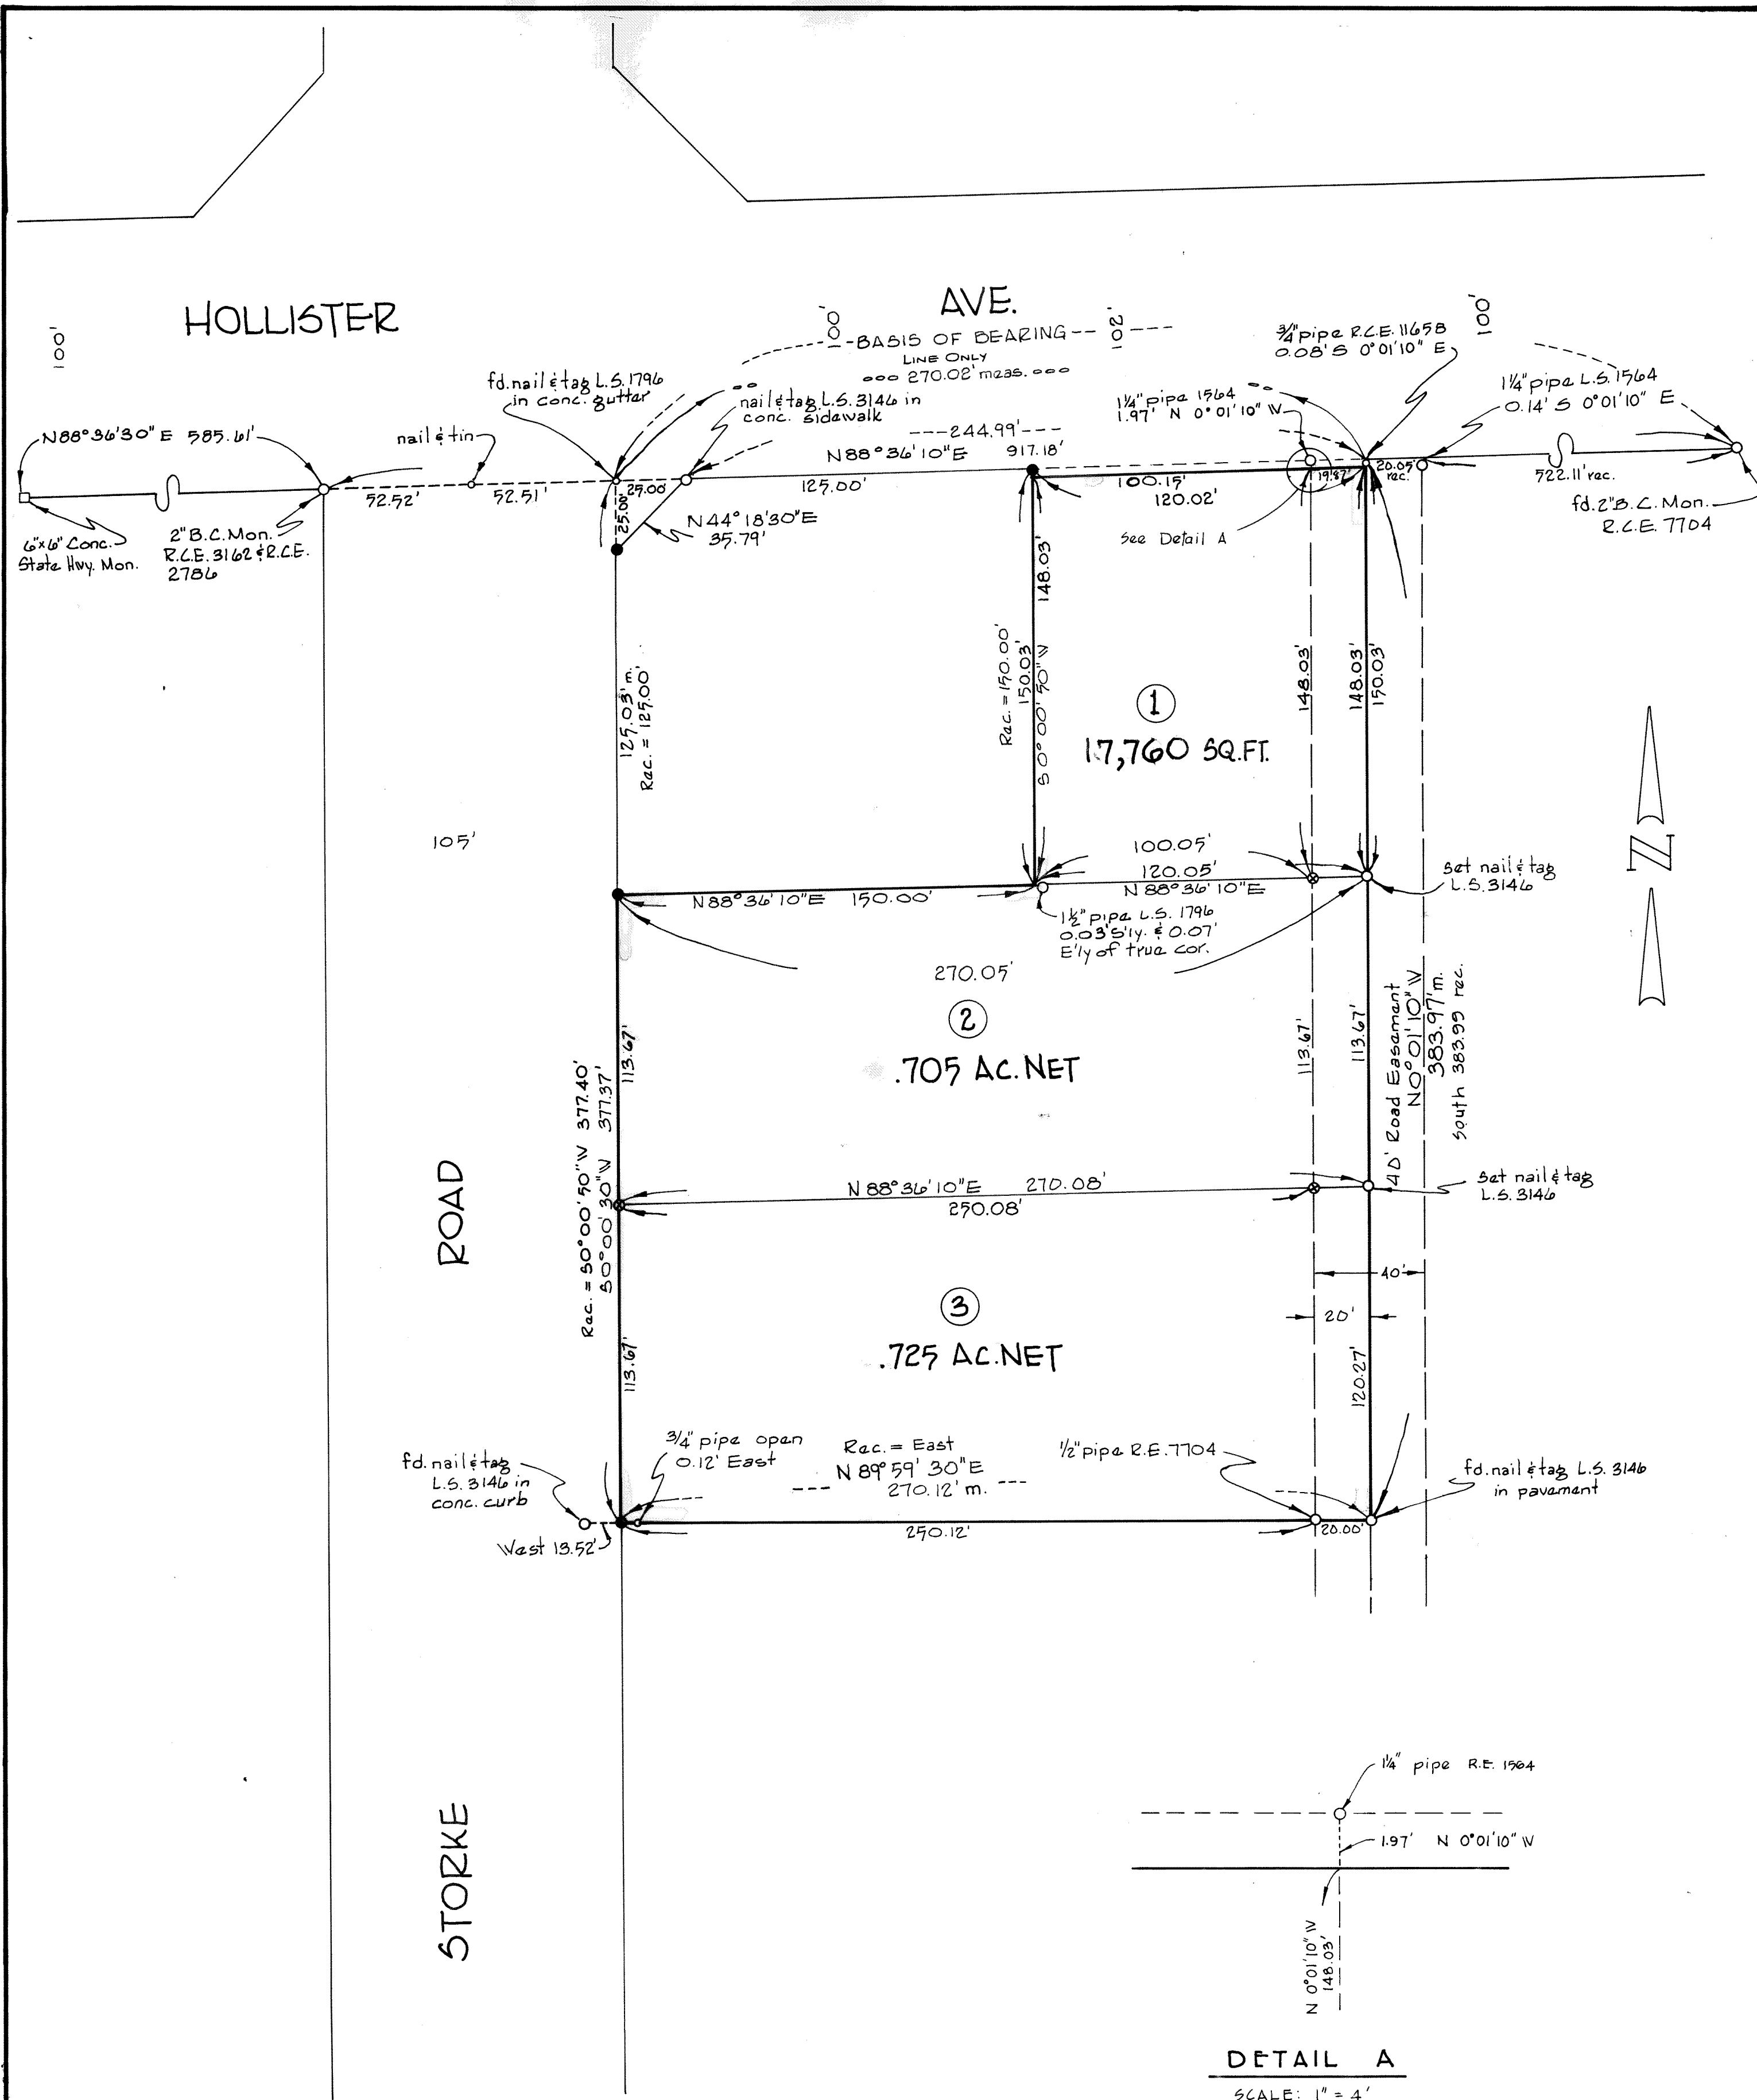 HOLLISTER
AVE.
100'
100'
102'
100'
BASIS OF BEARING
LINE ONLY
270.02' meas.
3/4" pipe R.C.E. 11658
0.08' S 0°01'10" E
fd. nail & tag L.S. 1796
in conc. gutter
nail & tag L.S. 3146 in
conc. sidewalk
1 1/4" pipe 1564
1.97' N 0°01'10" W
1 1/4" pipe L.S. 1564
0.14' S 0°01'10" E
N88°36'30"E 585.61'
nail & tin
244.99'
N88°36'10"E 917.18'
52.52'
52.51'
25.00'
125.00'
100.15'
120.02'
19.87'
20.05'
rec.
522.11' rec.
25.00'
N44°18'30"E
35.79'
See Detail A
fd. 2" B.C. Mon.
R.C.E. 7704
6"x6" Conc.
State Hwy. Mon.
2" B.C. Mon.
R.C.E. 3162 & R.C.E.
2786
125.03' m.
Rec. = 125.00'
Rec. = 150.00'
150.03'
148.03'
S 0°00'50" W
148.03'
148.03'
150.03'
1
17,760 SQ.FT.
105'
100.05'
120.05'
N 88°36'10"E
N88°36'10"E 150.00'
Set nail & tag
L.S. 3146
1 1/2" pipe L.S. 1796
0.03' S'ly. & 0.07'
E'ly of true cor.
270.05'
N
2
.705 AC. NET
113.67'
113.67'
113.67'
40' Road Easement
N0°01'10" W
383.97' m.
South 383.99 rec.
Rec. = S0°00'50"W 377.40'
S0°00'30"W 377.37'
N 88°36'10"E 270.08'
250.08'
Set nail & tag
L.S. 3146
40'
20'
3
.725 AC. NET
113.67'
120.27'
ROAD
fd. nail & tag
L.S. 3146 in
conc. curb
3/4" pipe open
0.12' East
Rec. = East
N 89°59'30"E
270.12' m.
1/2" pipe R.E. 7704
fd. nail & tag L.S. 3146
in pavement
West 13.52'
250.12'
20.00'
STORKE
1 1/4" pipe R.E. 1564
1.97' N 0°01'10" W
N 0°01'10" W
148.03'
DETAIL A
SCALE: 1" = 4'